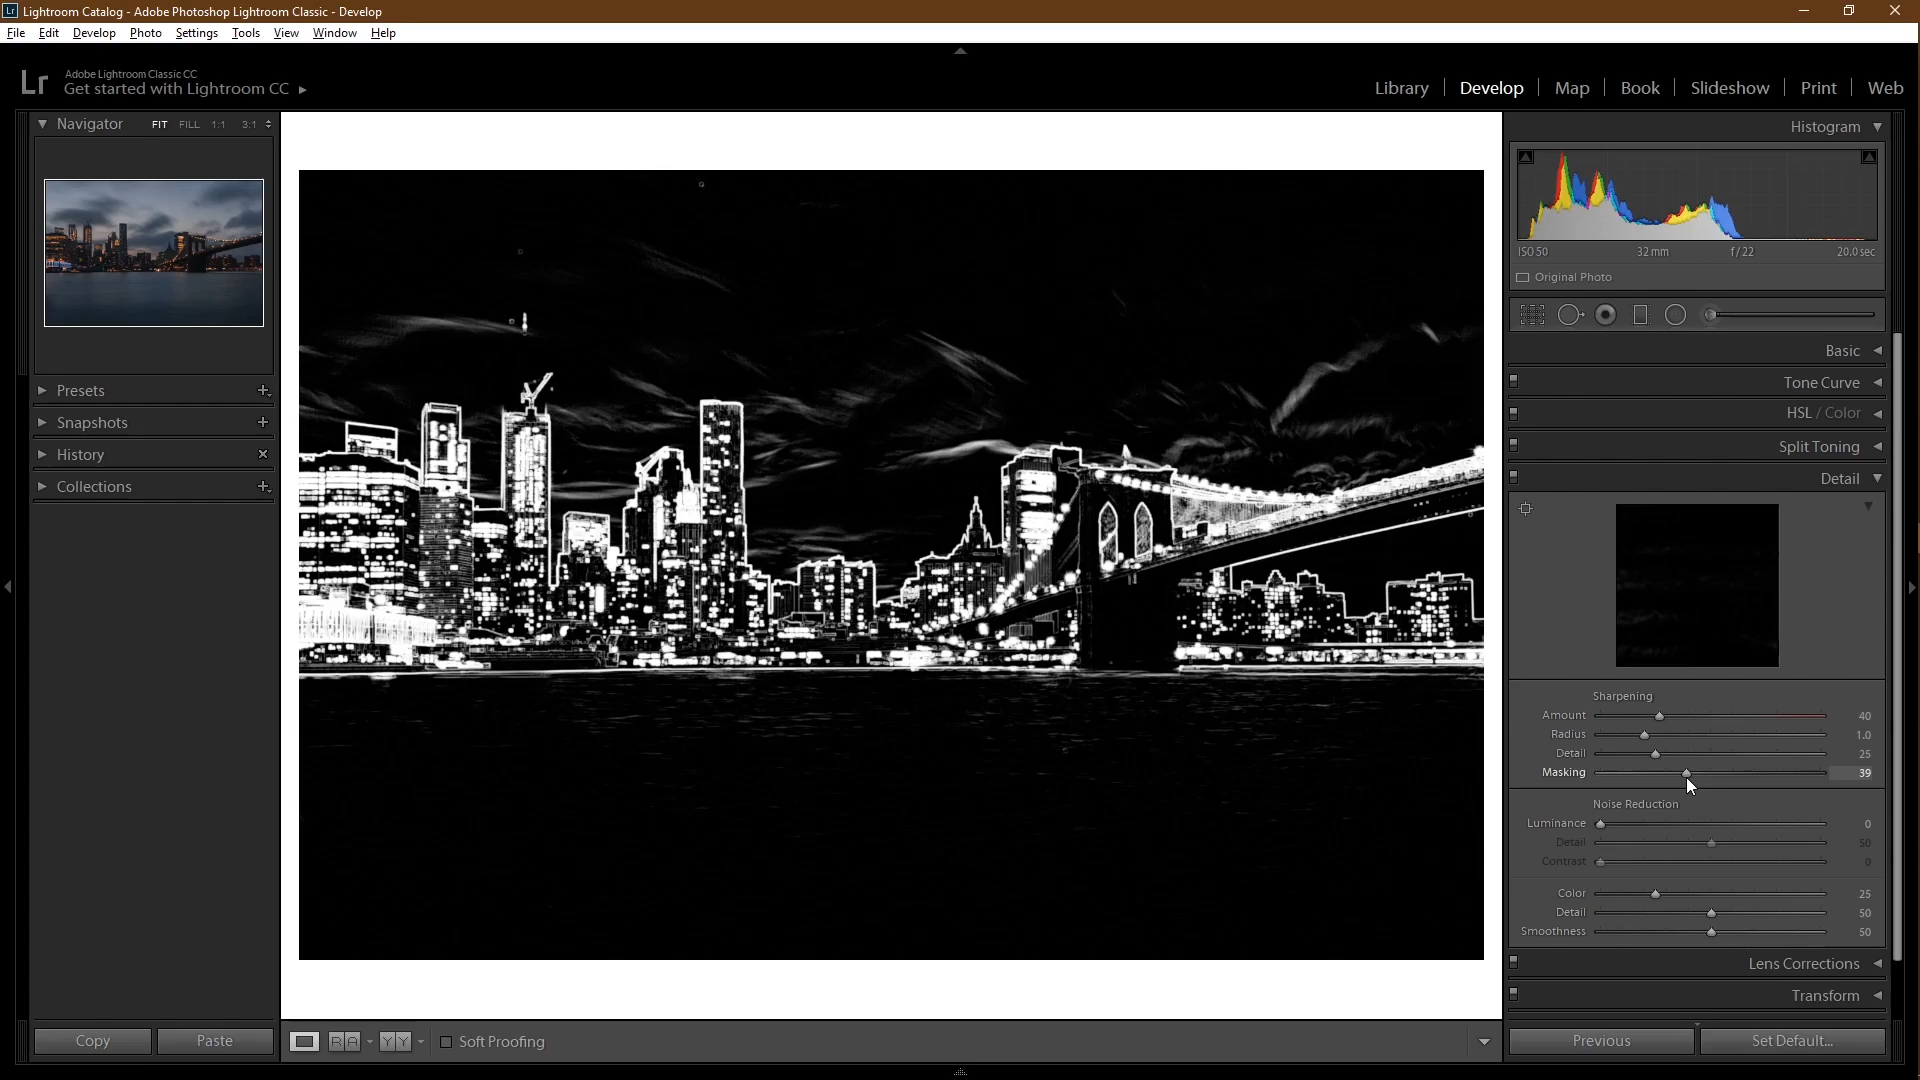 Lr Lightroom Catalog - Adobe Photoshop Lightroom Classic - Develop
File Edit Develop Photo Settings Tools View Window Help
Lr Adobe Lightroom Classic CC
Get started with Lightroom CC
Library Develop Map Book Slideshow Print Web
Navigator FIT FILL 1:1 3:1
Presets
Snapshots
History
Collections
Copy Paste
RA YY Soft Proofing
Histogram
ISO 50 32 mm f / 22 20.0 sec
Original Photo
Basic
Tone Curve
HSL / Color
Split Toning
Detail
Sharpening
Amount 40
Radius 1.0
Detail 25
Masking 39
Noise Reduction
Luminance 0
Detail 50
Contrast 0
Color 25
Detail 50
Smoothness 50
Lens Corrections
Transform
Previous Set Default...